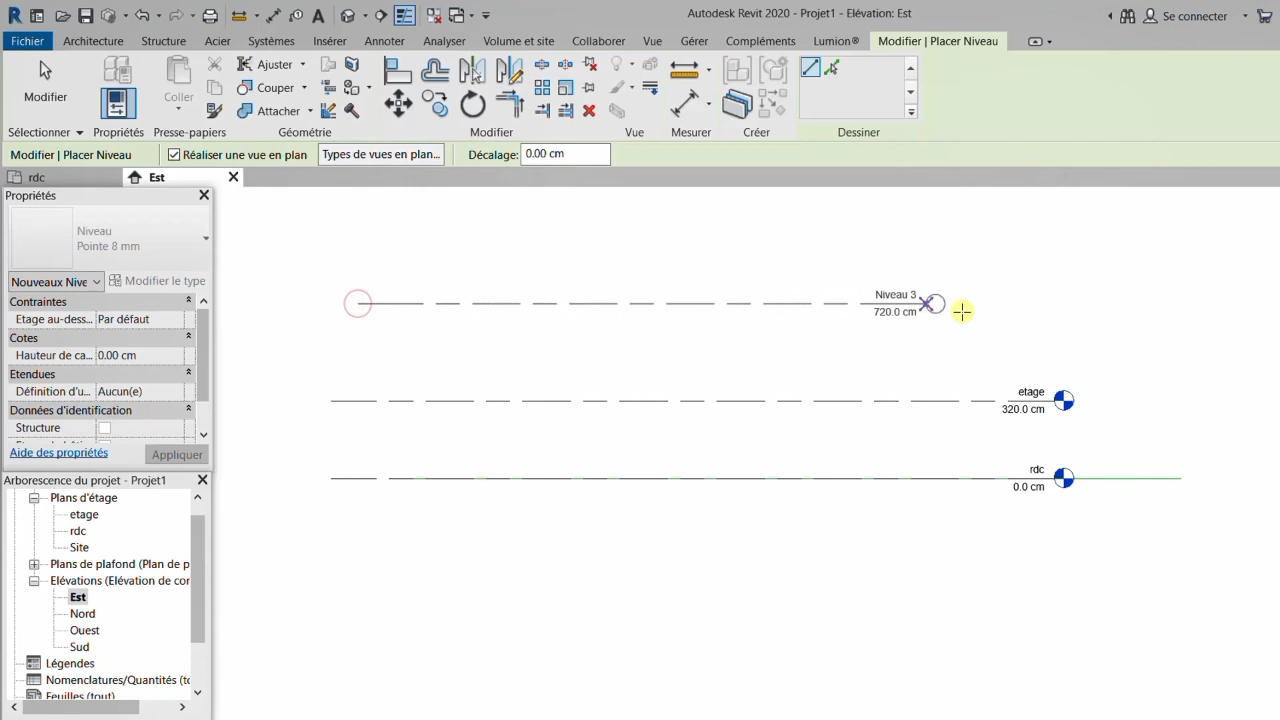 Autodesk Revit 2020 - Projet1 - Elévation: Est
Se connecter
Fichier
Architecture
Structure
Acier
Systèmes
Insérer
Annoter
Analyser
Volume et site
Collaborer
Vue
Gérer
Compléments
Lumion®
Modifier | Placer Niveau
Modifier
Coller
Ajuster
Couper
Attacher
Sélectionner
Propriétés
Presse-papiers
Géométrie
Modifier
Vue
Mesurer
Créer
Dessiner
Modifier | Placer Niveau
Réaliser une vue en plan
Types de vues en plan...
Décalage:
0.00 cm
rdc
Est
Propriétés
Niveau
Pointe 8 mm
Nouveaux Nive
Modifier le type
Contraintes
Etage au-dess...
Par défaut
Cotes
Hauteur de ca...
0.00 cm
Etendues
Définition d'u...
Aucun(e)
Données d'identification
Structure
Aide des propriétés
Appliquer
Arborescence du projet - Projet1
Plans d'étage
etage
rdc
Site
Plans de plafond (Plan de p
Elévations (Elévation de cor
Est
Nord
Ouest
Sud
Légendes
Nomenclatures/Quantités (to
Feuilles (tout)
Niveau 3
720.0 cm
etage
320.0 cm
rdc
0.0 cm